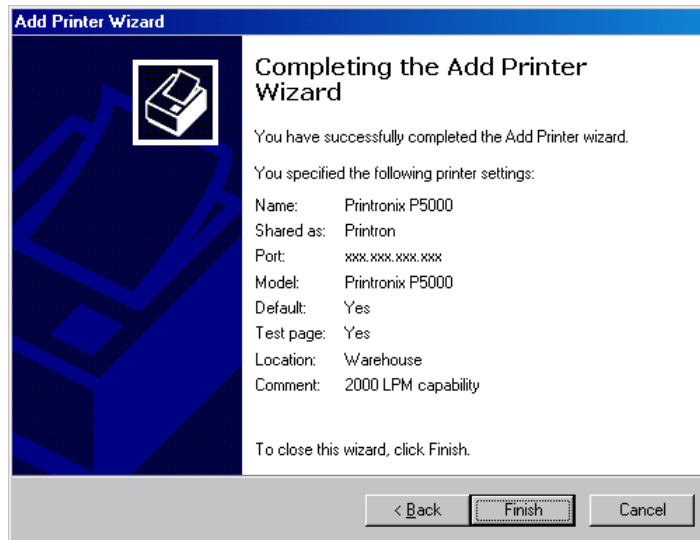 Add Printer Wizard
Completing the Add Printer
Wizard
You have successfully completed the Add Printer wizard.
You specified the following printer settings:
Name: Printronix P5000
Shared as: Printron
Port: xxx.xxx.xxx.xxx
Model: Printronix P5000
Default: Yes
Test page: Yes
Location: Warehouse
Comment: 2000 LPM capability
To close this wizard, click Finish.
< Back Finish Cancel